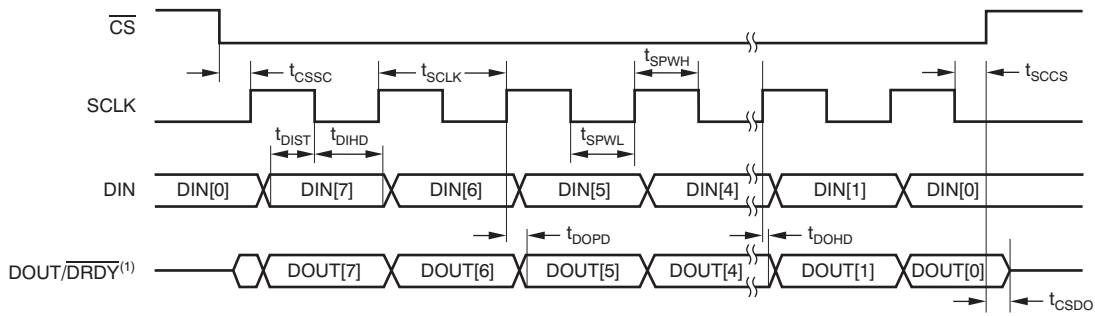 CS
tCSSC
tSCLK
tSPWH
tSCCS
SCLK
tDIST
tDIHD
tSPWL
DIN
DIN[0]
DIN[7]
DIN[6]
DIN[5]
DIN[4]
DIN[1]
DIN[0]
tDOPD
tDOHD
DOUT/DRDY(1)
DOUT[7]
DOUT[6]
DOUT[5]
DOUT[4]
DOUT[1]
DOUT[0]
tCSDO